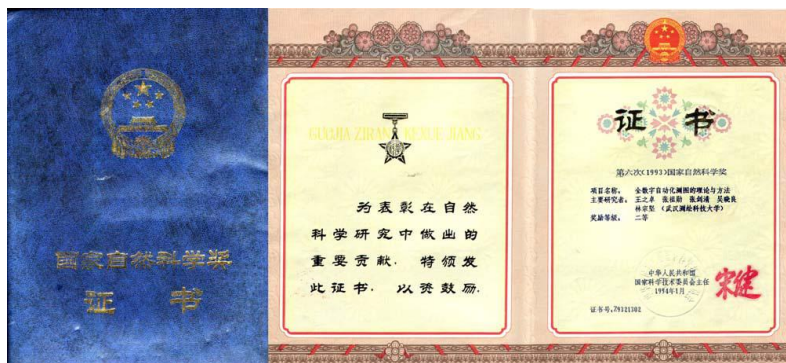 国家自然科学奖
证 书
GUOJIA ZIRAN KEXUE JIANG
为表彰在自然
科学研究中做出的
重要贡献，特颁发
此证书，以资鼓励。
证 书
第六次(1993)国家自然科学奖
项目名称：全数字自动化测图的理论与方法
主要研究者：王之卓 张祖勋 张剑清 吴晓良
林宗坚（武汉测绘科技大学）
奖励等级：二等
中华人民共和国
国家科学技术委员会主任
1994年1月
宋健
证书号：Z9321302